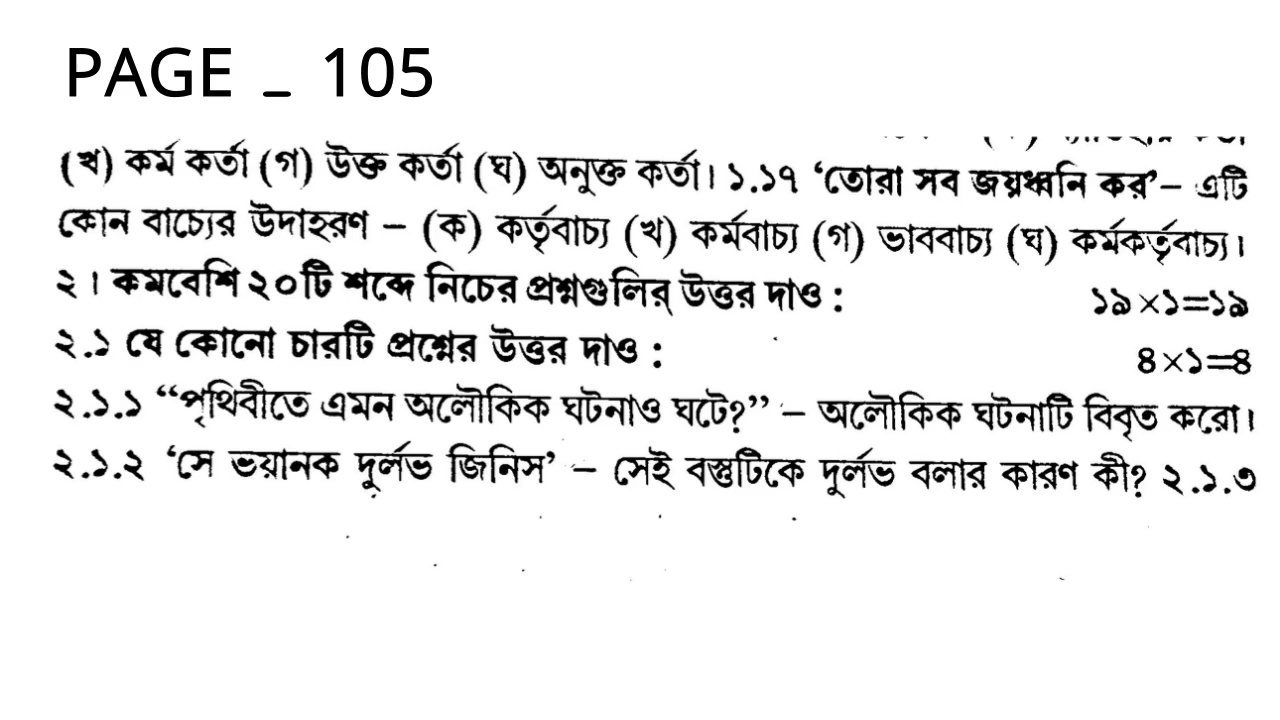 PAGE _ 105
(খ) কর্ম কর্তা (গ) উক্ত কর্তা (ঘ) অনুক্ত কর্তা। ১.১৭ ‘তোরা সব জয়ধ্বনি কর’– এটি
কোন বাচ্যের উদাহরণ – (ক) কর্তৃবাচ্য (খ) কর্মবাচ্য (গ) ভাববাচ্য (ঘ) কর্মকর্তৃবাচ্য।
২। কমবেশি ২০টি শব্দে নিচের প্রশ্নগুলির উত্তর দাও : ১৯×১=১৯
২.১ যে কোনো চারটি প্রশ্নের উত্তর দাও : ৪×১=৪
২.১.১ “পৃথিবীতে এমন অলৌকিক ঘটনাও ঘটে?” – অলৌকিক ঘটনাটি বিবৃত করো।
২.১.২ ‘সে ভয়ানক দুর্লভ জিনিস’ – সেই বস্তুটিকে দুর্লভ বলার কারণ কী? ২.১.৩